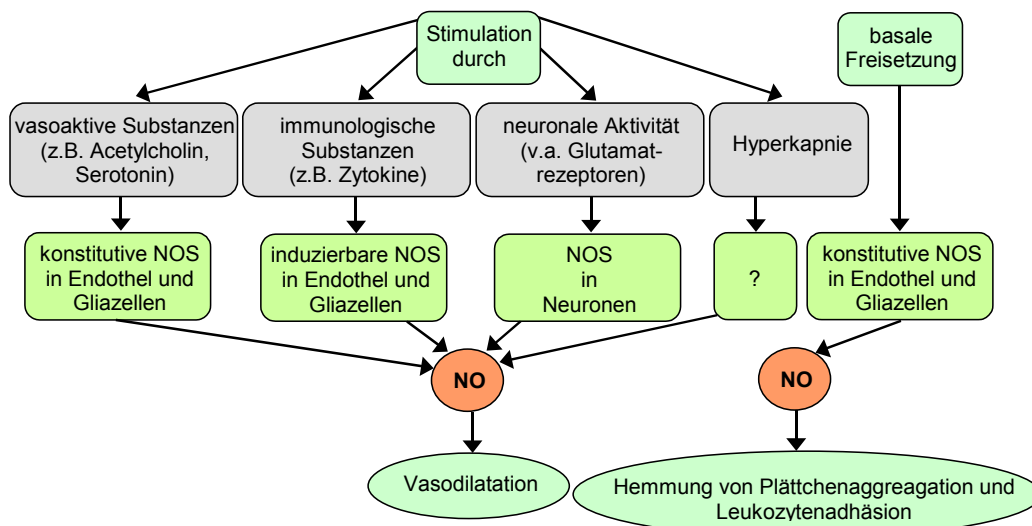 Stimulation
durch
basale
Freisetzung
vasoaktive Substanzen
(z.B. Acetylcholin,
Serotonin)
immunologische
Substanzen
(z.B. Zytokine)
neuronale Aktivität
(v.a. Glutamat-
rezeptoren)
Hyperkapnie
konstitutive NOS
in Endothel und
Gliazellen
induzierbare NOS
in Endothel und
Gliazellen
NOS
in
Neuronen
?
konstitutive NOS
in Endothel und
Gliazellen
NO
NO
Vasodilatation
Hemmung von Plättchenaggreagation und
Leukozytenadhäsion